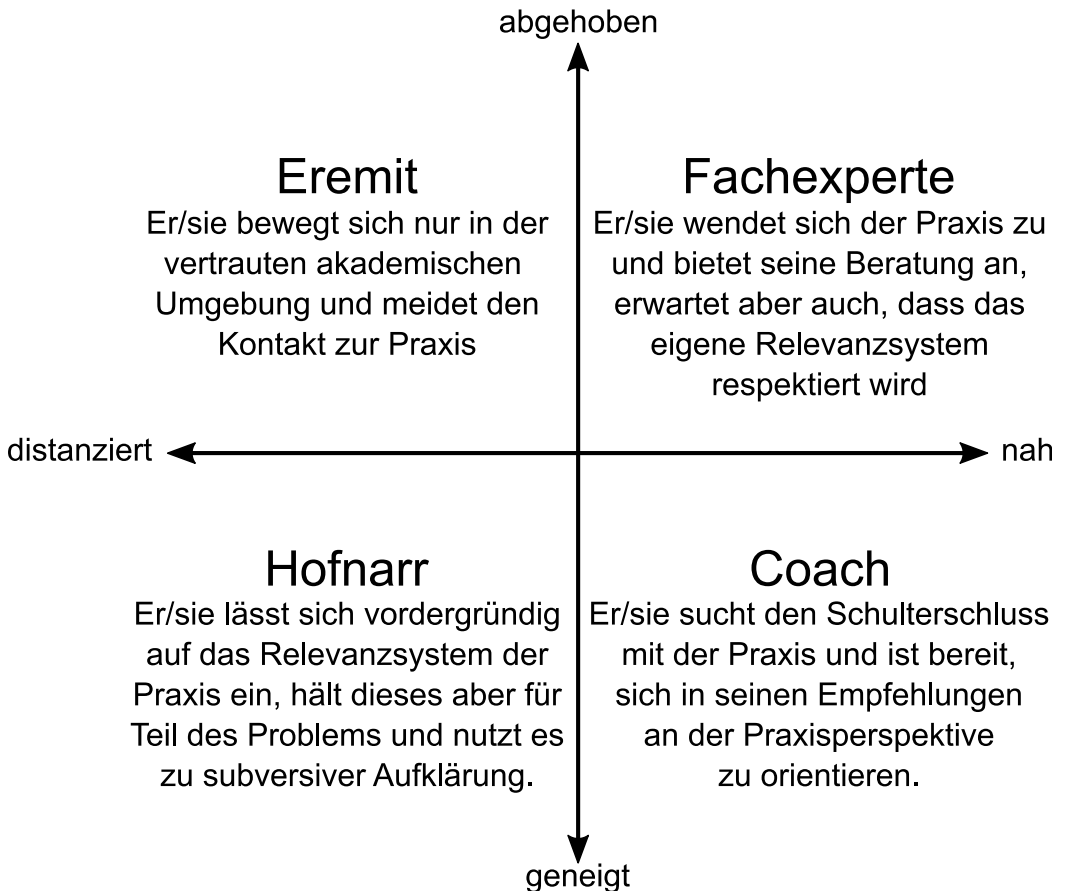 abgehoben
Eremit
Er/sie bewegt sich nur in der
vertrauten akademischen
Umgebung und meidet den
Kontakt zur Praxis
Fachexperte
Er/sie wendet sich der Praxis zu
und bietet seine Beratung an,
erwartet aber auch, dass das
eigene Relevanzsystem
respektiert wird
distanziert
nah
Hofnarr
Er/sie lässt sich vordergründig
auf das Relevanzsystem der
Praxis ein, hält dieses aber für
Teil des Problems und nutzt es
zu subversiver Aufklärung.
Coach
Er/sie sucht den Schulterschluss
mit der Praxis und ist bereit,
sich in seinen Empfehlungen
an der Praxisperspektive
zu orientieren.
geneigt